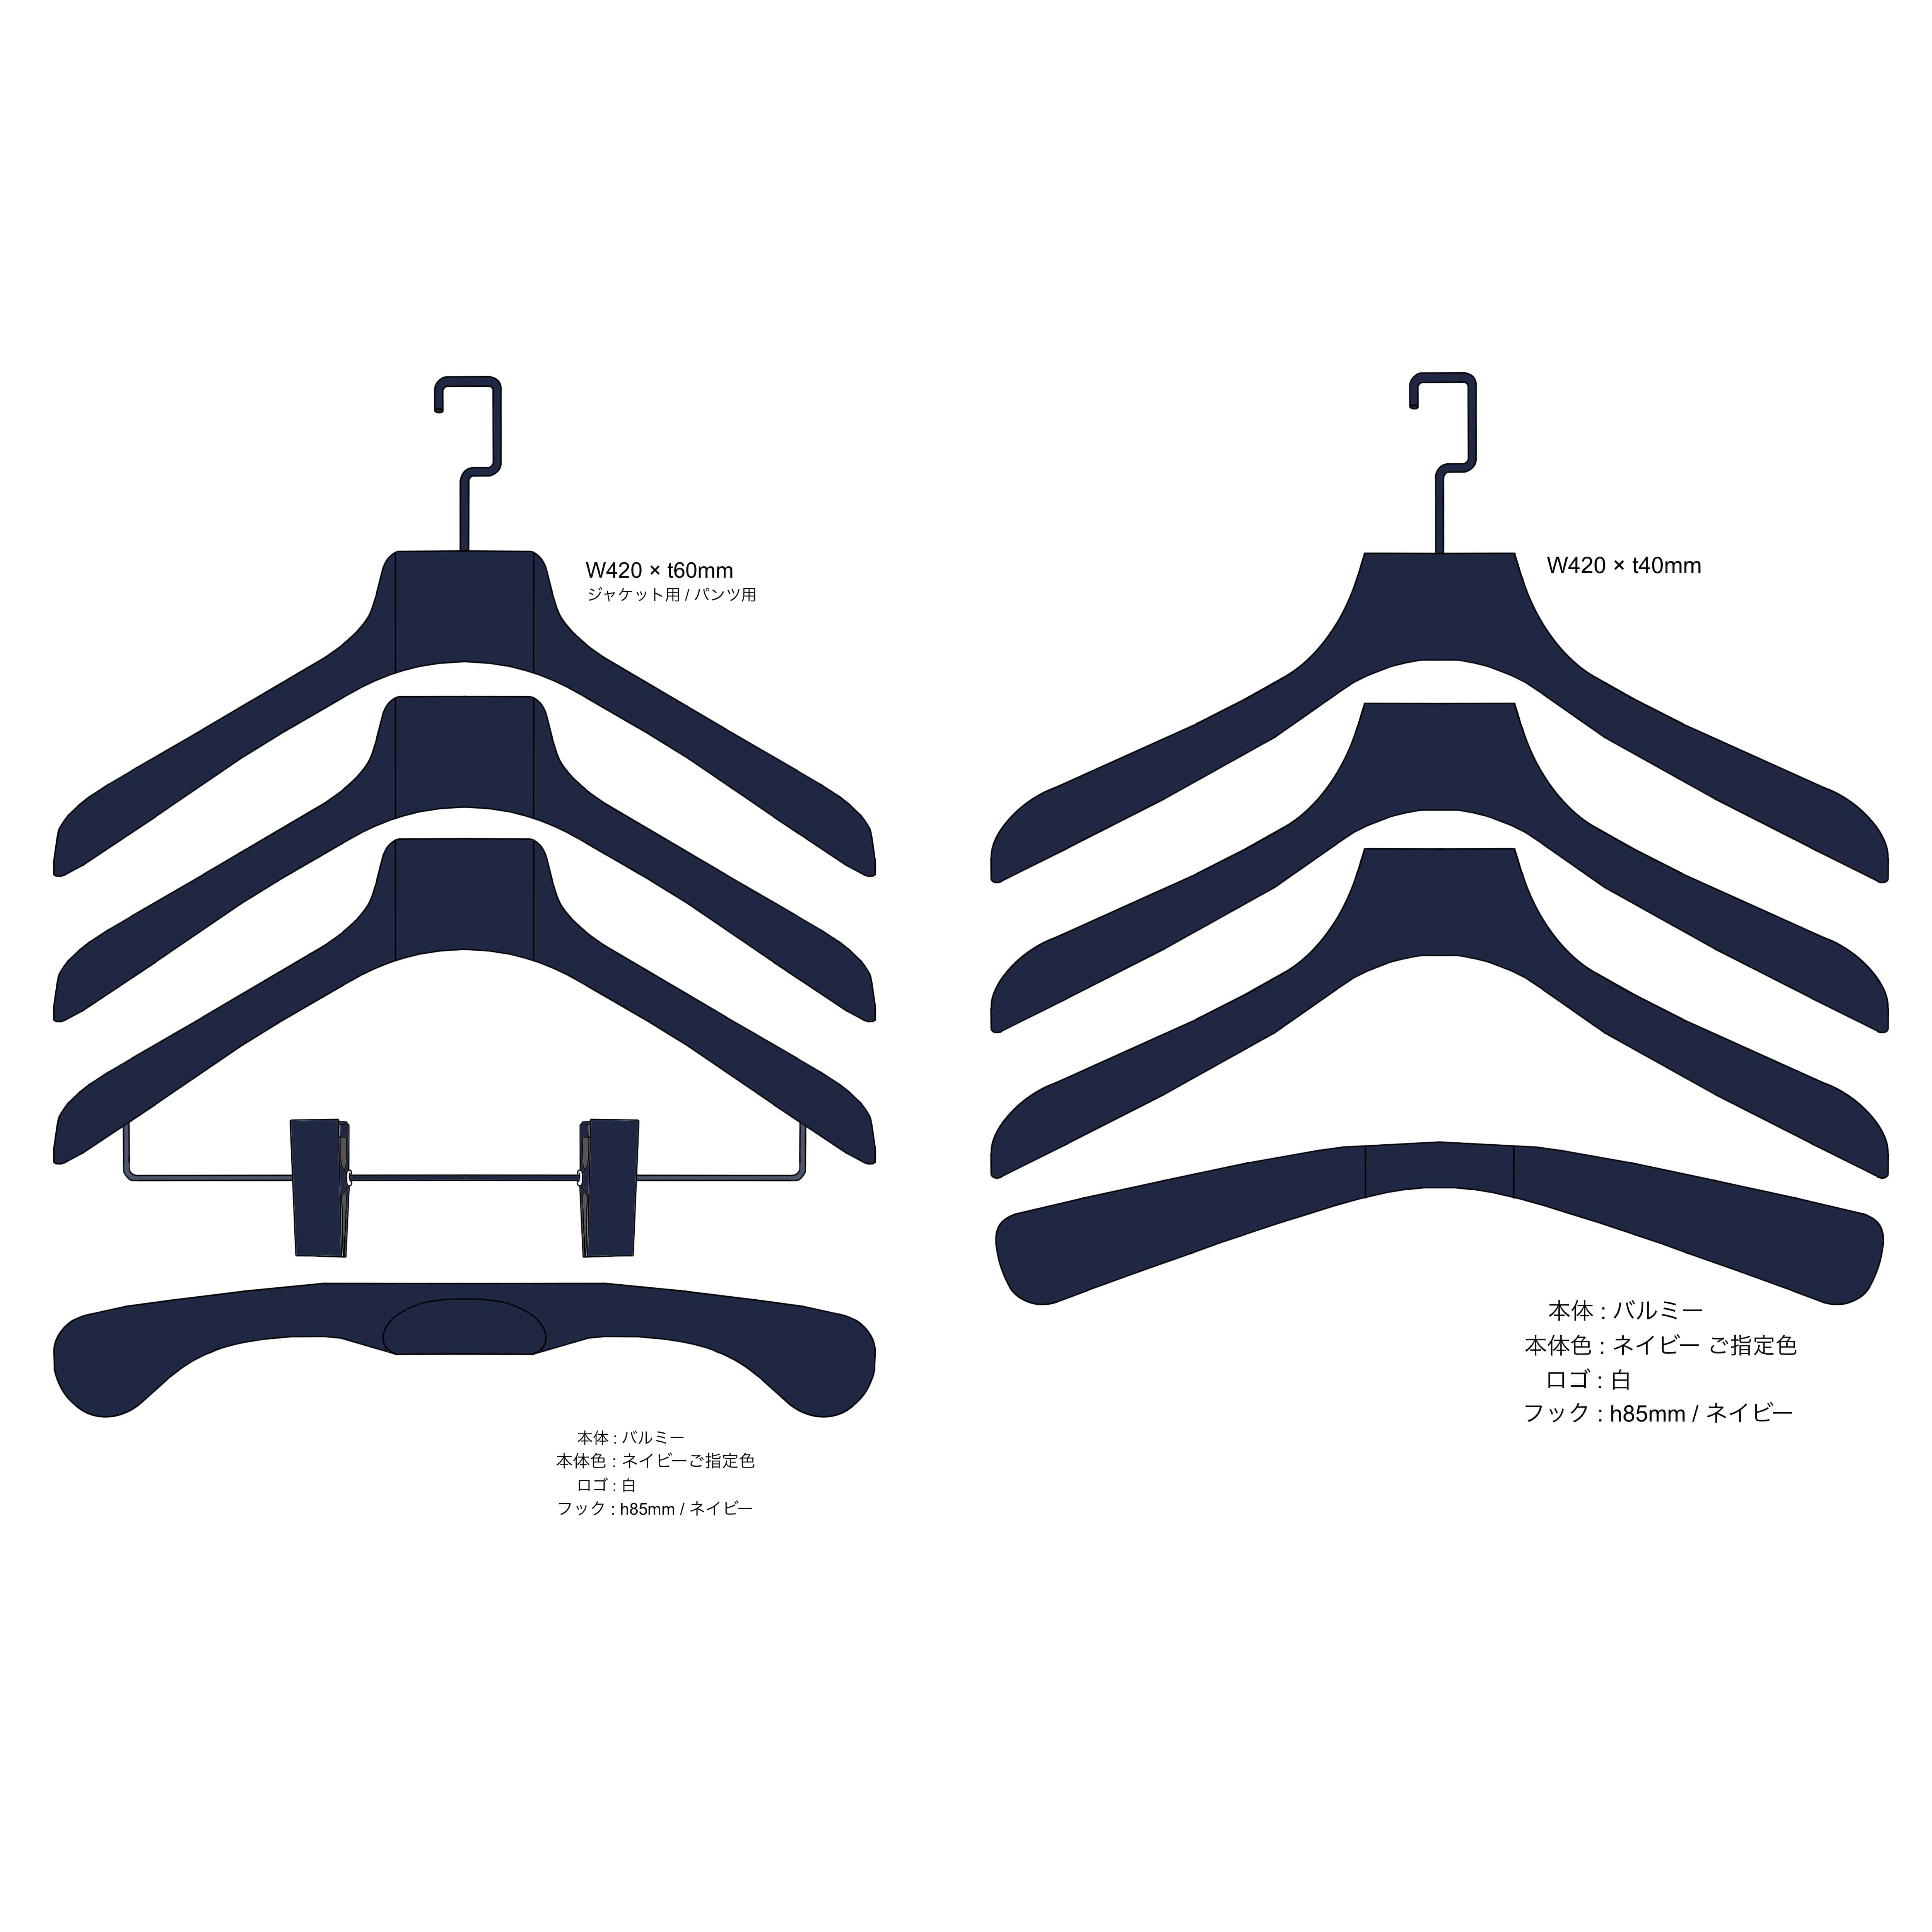 W420 × t60mm
ジャケット用 / パンツ用
W420 × t40mm
本体 : バルミー
本体色 : ネイビーご指定色
ロゴ : 白
フック : h85mm / ネイビー
本体 : バルミー
本体色 : ネイビー ご指定色
ロゴ : 白
フック : h85mm / ネイビー